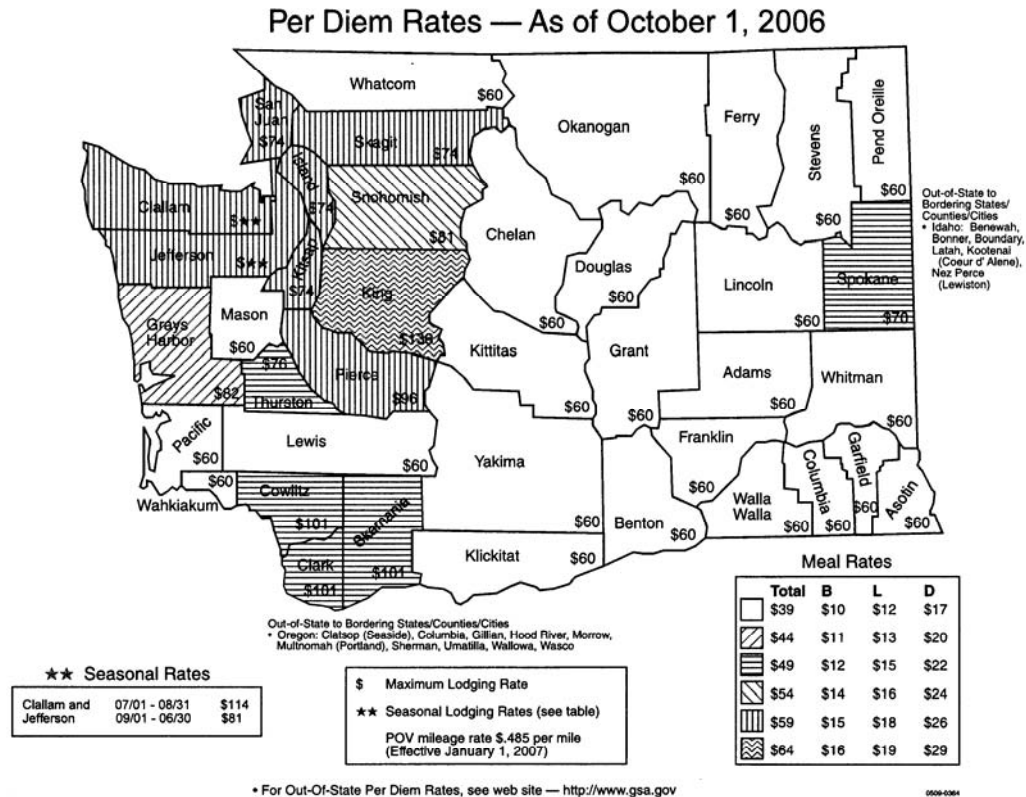 Per Diem Rates — As of October 1, 2006
Whatcom
$60
San
Juan
$74
Skagit
$74
Island
$74
Snohomish
$81
Clallam
$★★
Jefferson
$★★
Kitsap
$74
King
Grays
Harbor
$82
Mason
$60
$76
Thurston
Pierce
$96
Pacific
$60
Lewis
$60
$60
Wahkiakum
Cowlitz
$101
Skamania
$101
Clark
$101
Okanogan
$60
Chelan
$60
Douglas
$60
Ferry
$60
Stevens
$60
Pend Oreille
$60
Lincoln
$60
Spokane
$70
Kittitas
$60
Grant
$60
Adams
$60
Whitman
$60
Yakima
$60
Klickitat
$60
Benton
$60
Franklin
$60
Walla
Walla
$60
Columbia
$60
Garfield
$60
Asotin
$60
Out-of-State to
Bordering States/
Counties/Cities
• Idaho: Benewah,
Bonner, Boundary,
Latah, Kootenai
(Coeur d' Alene),
Nez Perce
(Lewiston)
Out-of-State to Bordering States/Counties/Cities
• Oregon: Clatsop (Seaside), Columbia, Gillian, Hood River, Morrow,
Multnomah (Portland), Sherman, Umatilla, Wallowa, Wasco
Meal Rates
Total B L D
$39 $10 $12 $17
$44 $11 $13 $20
$49 $12 $15 $22
$54 $14 $16 $24
$59 $15 $18 $26
$64 $16 $19 $29
★★ Seasonal Rates
Clallam and 07/01 - 08/31 $114
Jefferson 09/01 - 06/30 $81
$ Maximum Lodging Rate
★★ Seasonal Lodging Rates (see table)
POV mileage rate $.485 per mile
(Effective January 1, 2007)
• For Out-Of-State Per Diem Rates, see web site — http://www.gsa.gov
0509-0364